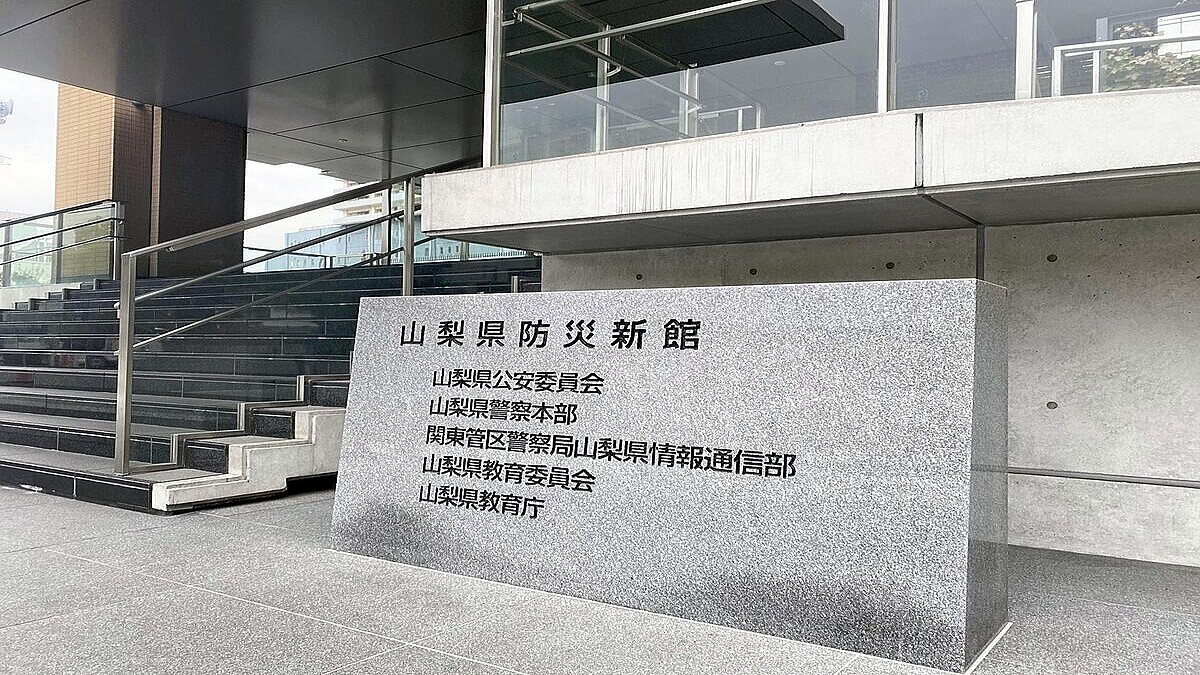 山梨県防災新館
山梨県公安委員会
山梨県警察本部
関東管区警察局山梨県情報通信部
山梨県教育委員会
山梨県教育庁